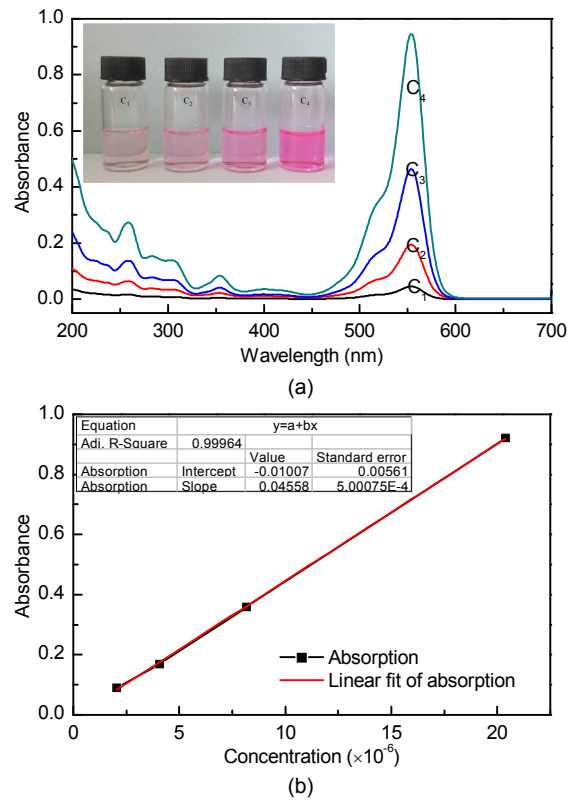 1.0
0.8
0.6
0.4
0.2
0.0
Absorbance
C1 C2 C3 C4
C4
C3
C2
C1
200 300 400 500 600 700
Wavelength (nm)
(a)
1.0
0.8
0.6
0.4
0.2
0.0
Absorbance
Equation y=a+bx
Adj. R-Square 0.99964
Value Standard error
Absorption Intercept -0.01007 0.00561
Absorption Slope 0.04558 5.00075E-4
Absorption
Linear fit of absorption
0 5 10 15 20
Concentration (×10-6)
(b)